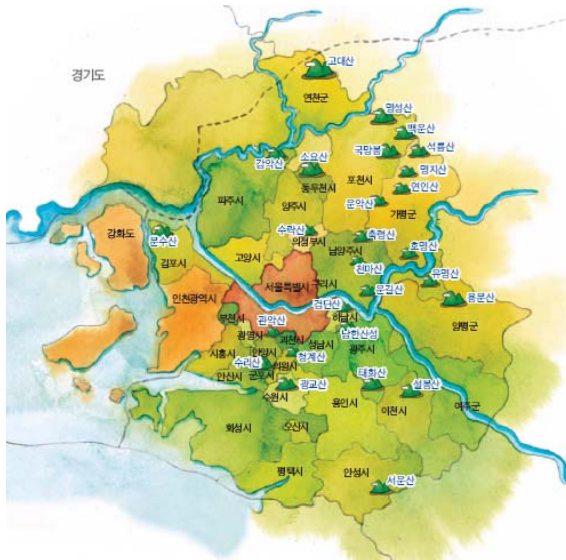 경기도
고대산
연천군
명성산
백운산
국망봉
석룡산
감악산
소요산
명지산
동두천시
포천시
연인산
파주시
양주시
운악산
가평군
강화도
문수산
수락산
의정부시
축령산
남양주시
호명산
김포시
고양시
천마산
유명산
인천광역시
서울특별시
구리시
운길산
용문산
검단산
부천시
관악산
하남시
양평군
광명시
과천시
남한산성
시흥시
안양시
성남시
청계산
광주시
수리산
의왕시
안산시
군포시
광교산
태화산
설봉산
수원시
용인시
이천시
여주군
화성시
오산시
평택시
안성시
서운산